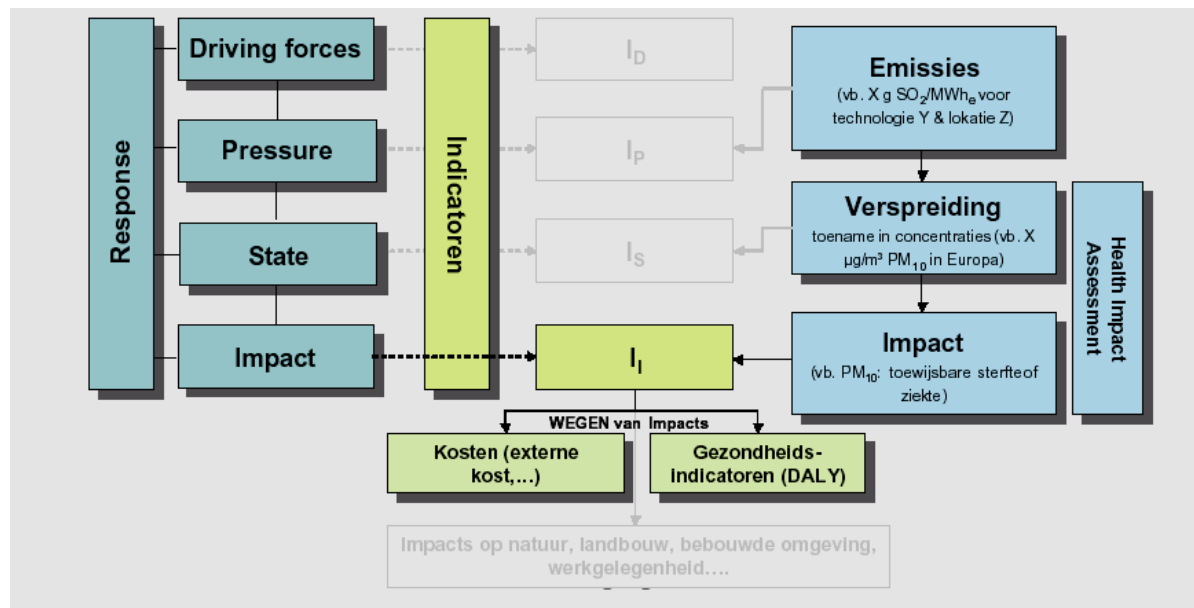 Response
Driving forces
Pressure
State
Impact
Indicatoren
I_D
I_P
I_S
I_I
Emissies
(vb. X g SO₂/MWhₑ voor
technologie Y & lokatie Z)
Verspreiding
toename in concentraties (vb. X
µg/m³ PM₁₀ in Europa)
Impact
(vb. PM₁₀: toewijsbare sterfte of
ziekte)
Health Impact
Assessment
WEGEN van Impacts
Kosten (externe
kost,...)
Gezondheids-
indicatoren (DALY)
Impacts op natuur, landbouw, bebouwde omgeving,
werkgelegenheid....